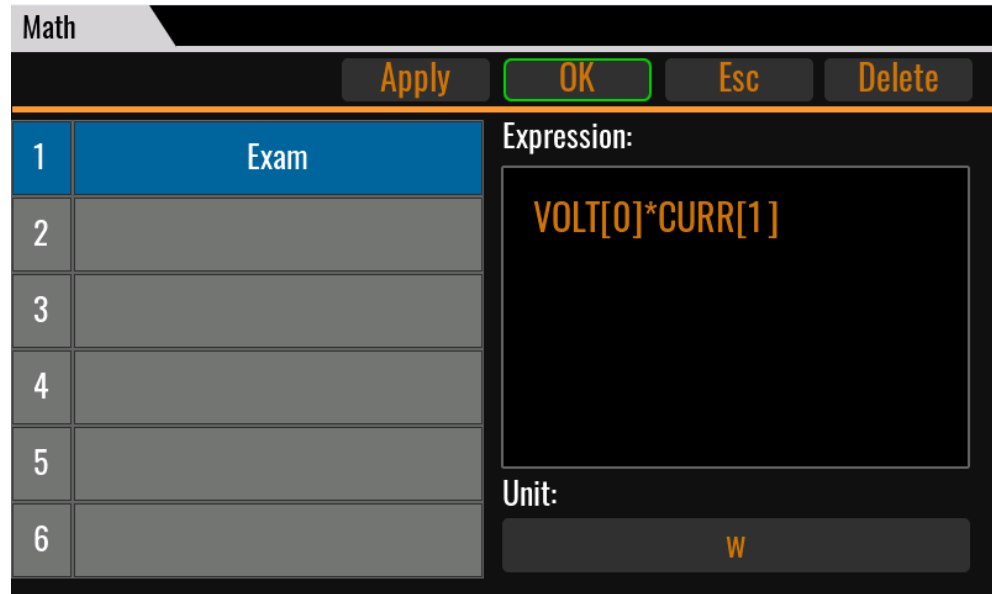 Math
Apply OK Esc Delete
1 Exam
2
3
4
5
6
Expression:
VOLT[0]*CURR[1]
Unit:
W